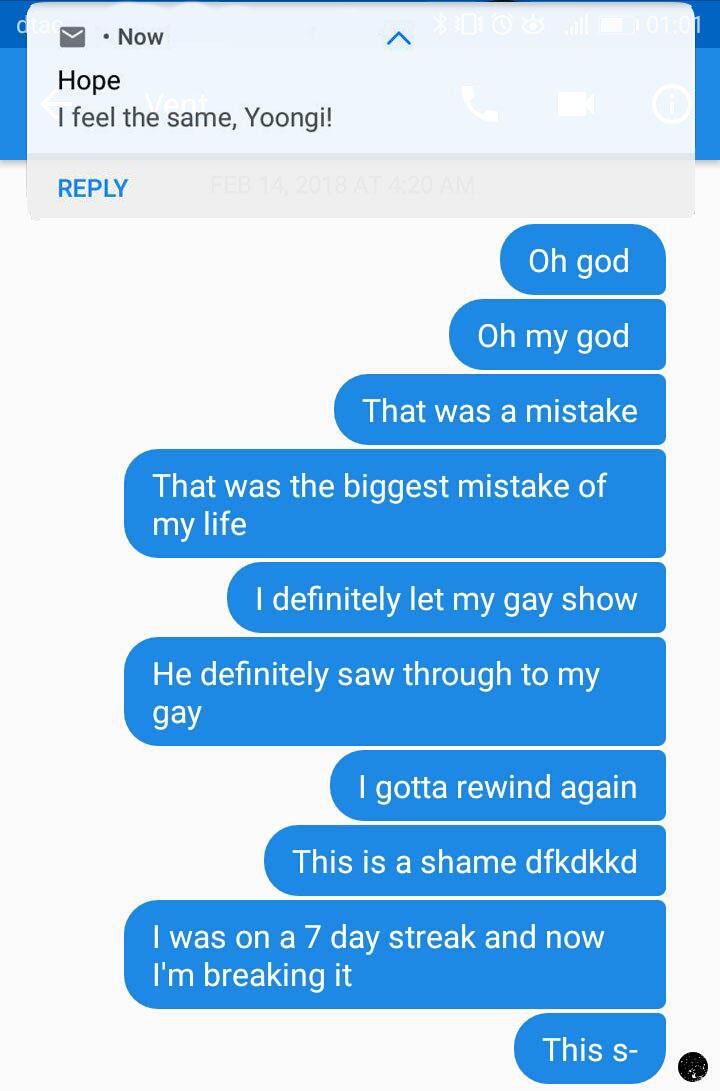 dtac 01:01
• Now
Hope
Vent
I feel the same, Yoongi!
REPLY
FEB 14, 2018 AT 4:20 AM
Oh god
Oh my god
That was a mistake
That was the biggest mistake of
my life
I definitely let my gay show
He definitely saw through to my
gay
I gotta rewind again
This is a shame dfkdkkd
I was on a 7 day streak and now
I'm breaking it
This s-